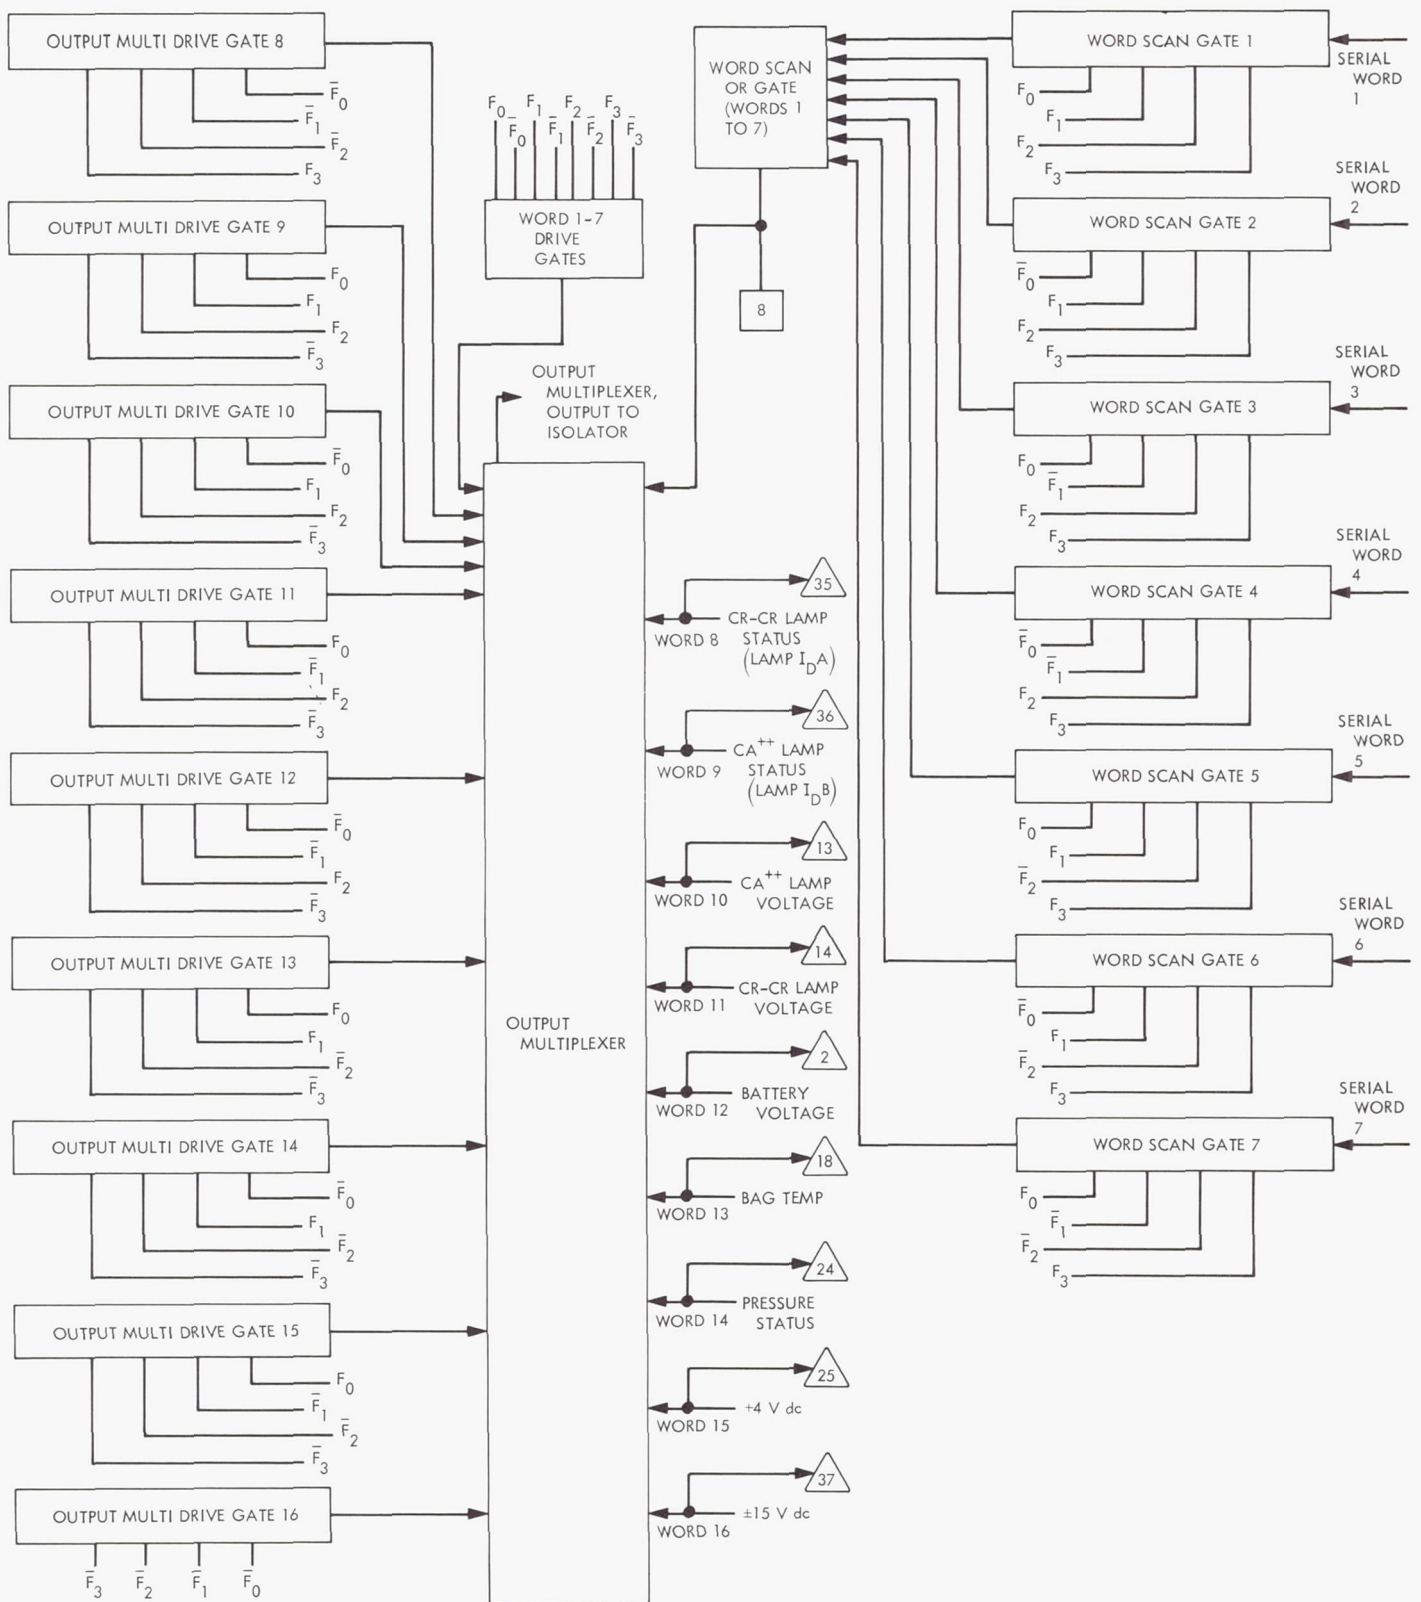 OUTPUT MULTI DRIVE GATE 8
F̄0
F̄1
F̄2
F3
OUTPUT MULTI DRIVE GATE 9
F0
F1
F2
F̄3
OUTPUT MULTI DRIVE GATE 10
F̄0
F1
F2
F̄3
OUTPUT MULTI DRIVE GATE 11
F0
F̄1
F2
F̄3
OUTPUT MULTI DRIVE GATE 12
F̄0
F̄1
F2
F̄3
OUTPUT MULTI DRIVE GATE 13
F0
F1
F̄2
F̄3
OUTPUT MULTI DRIVE GATE 14
F̄0
F1
F̄2
F̄3
OUTPUT MULTI DRIVE GATE 15
F0
F̄1
F̄2
F̄3
OUTPUT MULTI DRIVE GATE 16
F̄3 F̄2 F̄1 F̄0
F0 F̄0 F1 F̄1 F2 F̄2 F3 F̄3
WORD 1-7
DRIVE
GATES
OUTPUT
MULTIPLEXER,
OUTPUT TO
ISOLATOR
OUTPUT
MULTIPLEXER
WORD SCAN
OR GATE
(WORDS 1
TO 7)
8
35
WORD 8
CR-CR LAMP
STATUS
(LAMP IDA)
36
WORD 9
CA++ LAMP
STATUS
(LAMP IDB)
13
WORD 10
CA++ LAMP
VOLTAGE
14
WORD 11
CR-CR LAMP
VOLTAGE
2
WORD 12
BATTERY
VOLTAGE
18
WORD 13
BAG TEMP
24
WORD 14
PRESSURE
STATUS
25
WORD 15
+4 V dc
37
WORD 16
±15 V dc
WORD SCAN GATE 1
SERIAL
WORD
1
F0
F1
F2
F3
WORD SCAN GATE 2
SERIAL
WORD
2
F̄0
F1
F2
F3
WORD SCAN GATE 3
SERIAL
WORD
3
F0
F̄1
F2
F3
WORD SCAN GATE 4
SERIAL
WORD
4
F̄0
F̄1
F2
F3
WORD SCAN GATE 5
SERIAL
WORD
5
F0
F1
F̄2
F3
WORD SCAN GATE 6
SERIAL
WORD
6
F̄0
F1
F̄2
F3
WORD SCAN GATE 7
SERIAL
WORD
7
F0
F̄1
F̄2
F3